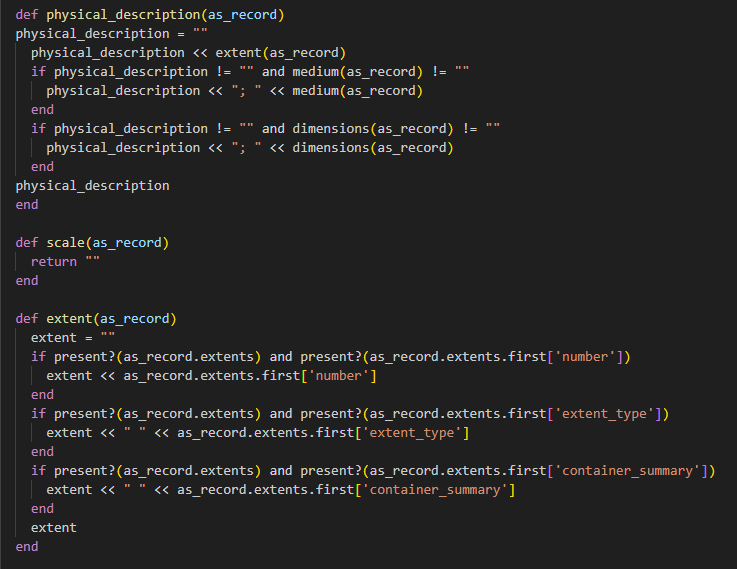 def physical_description(as_record)
physical_description = ""
  physical_description << extent(as_record)
  if physical_description != "" and medium(as_record) != ""
    physical_description << "; " << medium(as_record)
  end
  if physical_description != "" and dimensions(as_record) != ""
    physical_description << "; " << dimensions(as_record)
  end
physical_description
end

def scale(as_record)
  return ""
end

def extent(as_record)
  extent = ""
  if present?(as_record.extents) and present?(as_record.extents.first['number'])
    extent << as_record.extents.first['number']
  end
  if present?(as_record.extents) and present?(as_record.extents.first['extent_type'])
    extent << " " << as_record.extents.first['extent_type']
  end
  if present?(as_record.extents) and present?(as_record.extents.first['container_summary'])
    extent << " " << as_record.extents.first['container_summary']
  end
  extent
end